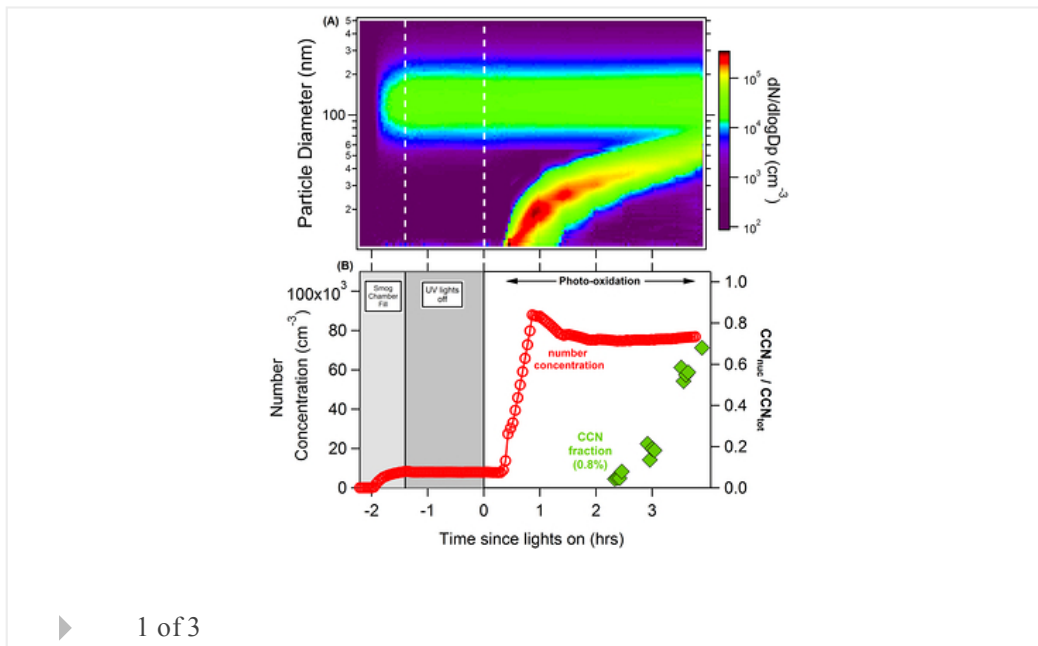 (A)
Particle Diameter (nm)
5
4
3
2
100
6
5
4
3
2
10⁵
10⁴
10³
10²
dN/dlogDp (cm⁻³)
(B)
Smog
Chamber
Fill
UV lights
off
Photo-oxidation
Number
Concentration (cm⁻³)
100x10³
80
60
40
20
0
number
concentration
CCN
fraction
(0.8%)
1.0
0.8
0.6
0.4
0.2
0.0
CCNnuc / CCNtot
-2 -1 0 1 2 3
Time since lights on (hrs)
1 of 3